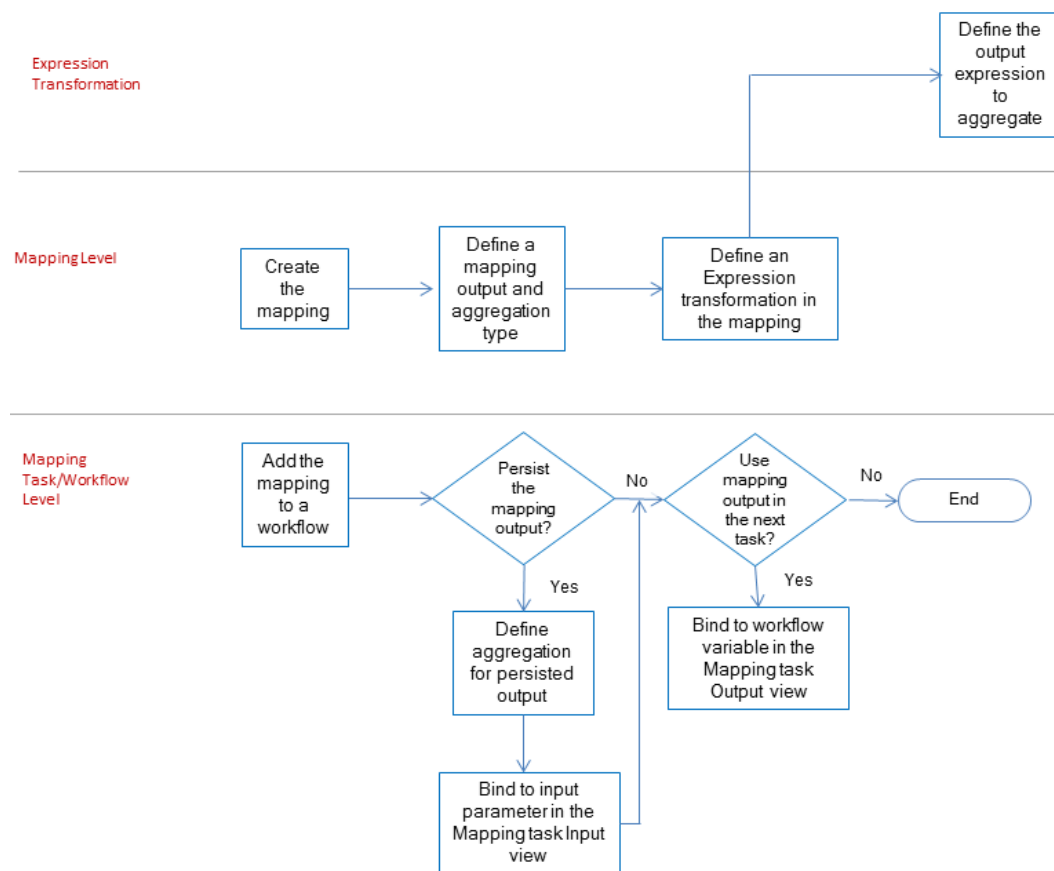 Expression
Transformation
Define the
output
expression
to
aggregate
Mapping Level
Create
the
mapping
Define a
mapping
output and
aggregation
type
Define an
Expression
transformation in
the mapping
Mapping
Task/Workflow
Level
Add the
mapping
to a
workflow
Persist
the
mapping
output?
No
Use
mapping
output in
the next
task?
No
End
Yes
Yes
Define
aggregation
for persisted
output
Bind to workflow
variable in the
Mapping task
Output view
Bind to input
parameter in the
Mapping task Input
view